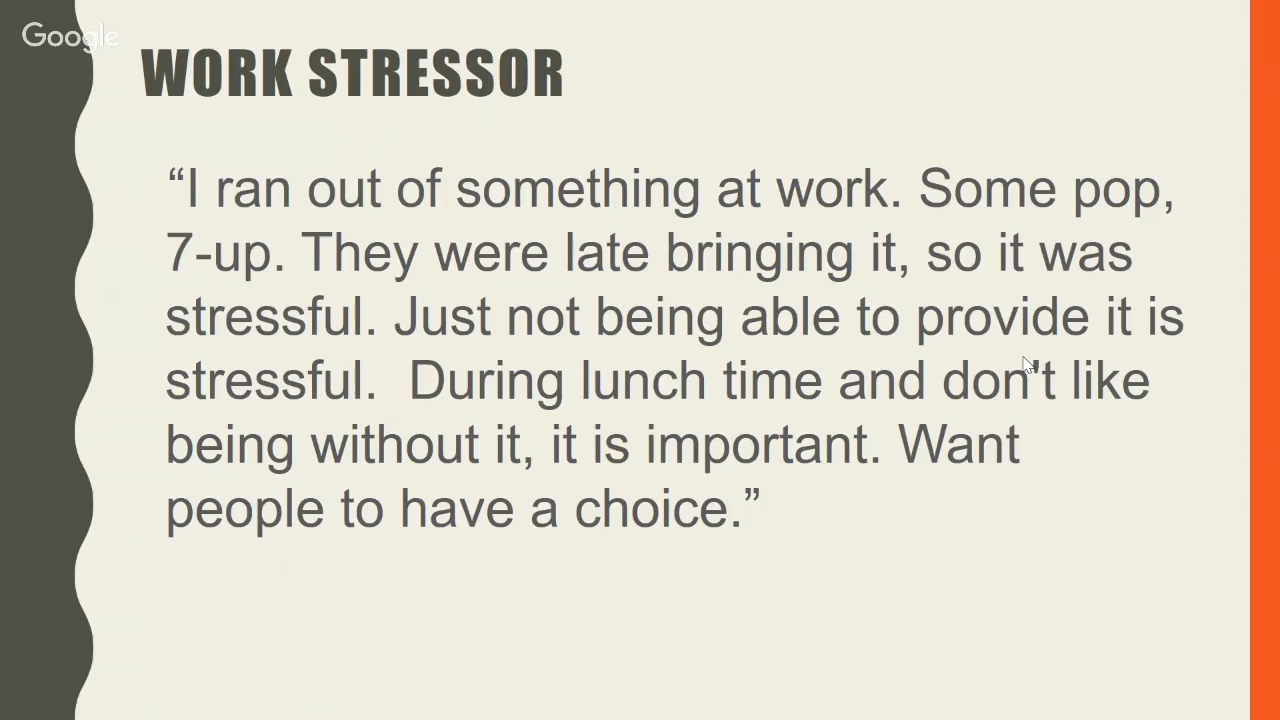 Google
WORK STRESSOR
“I ran out of something at work. Some pop,
7-up. They were late bringing it, so it was
stressful. Just not being able to provide it is
stressful.  During lunch time and don't like
being without it, it is important. Want
people to have a choice.”